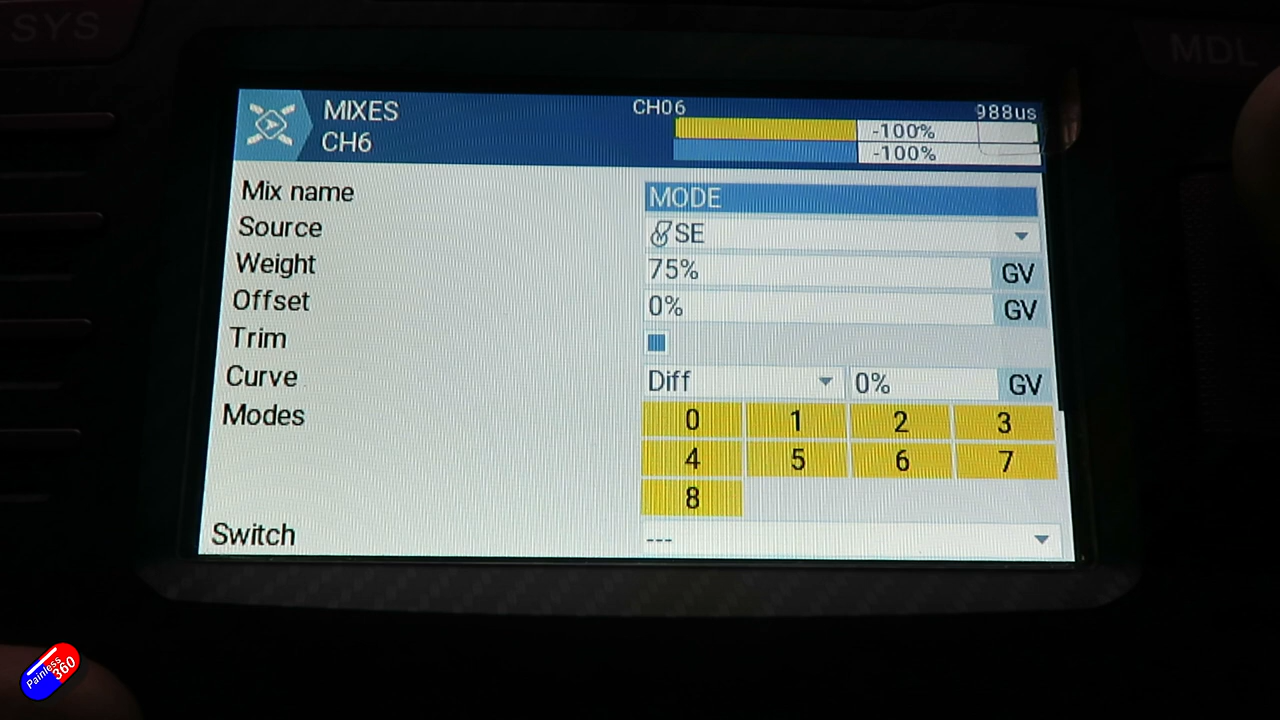 SYS
MDL
MIXES
CH6
CH06
988us
-100%
-100%
Mix name MODE
Source SE
Weight 75% GV
Offset 0% GV
Trim
Curve Diff 0% GV
Modes 0 1 2 3
4 5 6 7
8
Switch ---
Painless
360